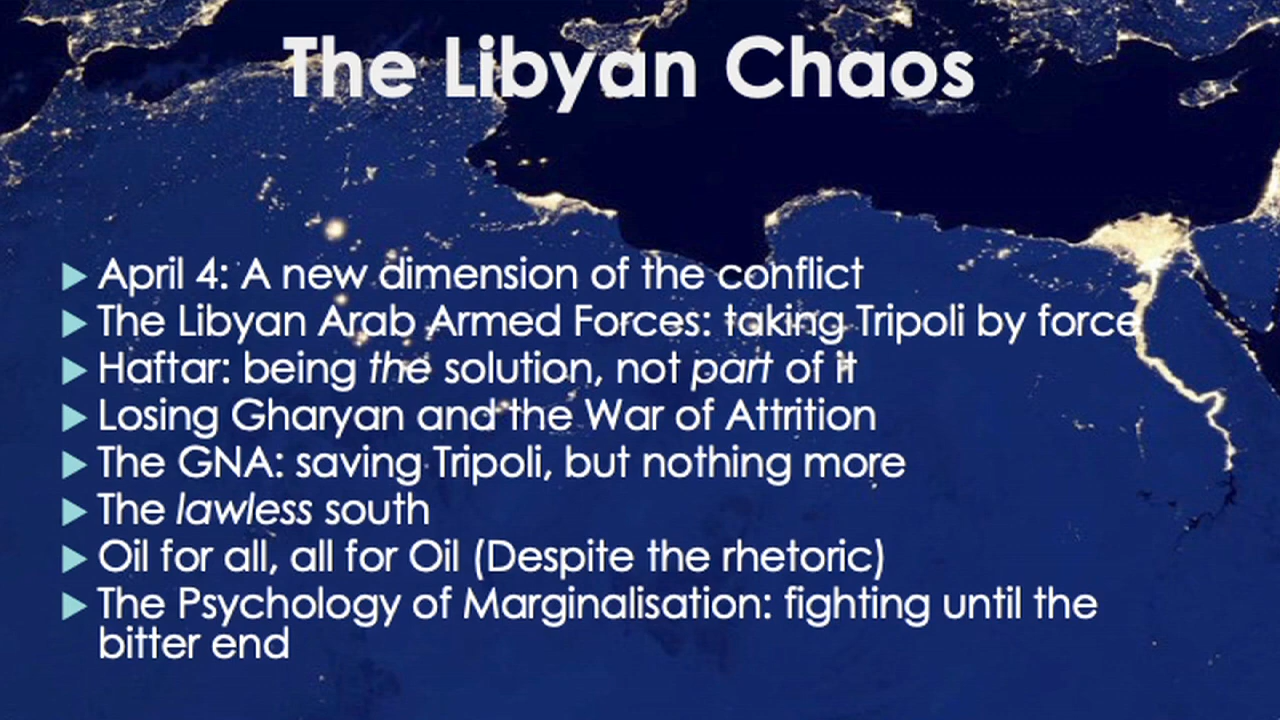 The Libyan Chaos
April 4: A new dimension of the conflict
The Libyan Arab Armed Forces: taking Tripoli by force
Haftar: being the solution, not part of it
Losing Gharyan and the War of Attrition
The GNA: saving Tripoli, but nothing more
The lawless south
Oil for all, all for Oil (Despite the rhetoric)
The Psychology of Marginalisation: fighting until the
bitter end